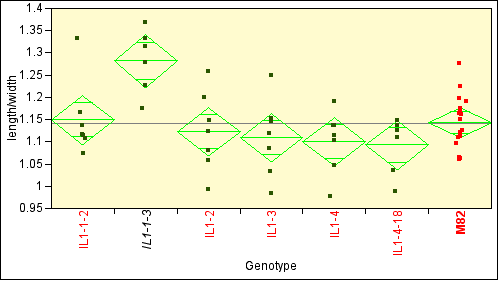 1.4
1.35
1.3
1.25
1.2
1.15
1.1
1.05
1
0.95
length/width
IL1-1-2
IL1-1-3
IL1-2
IL1-3
IL1-4
IL1-4-18
M82
Genotype